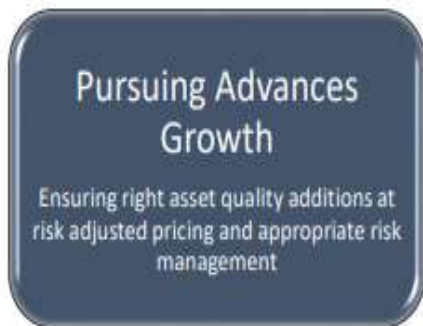 Pursuing Advances
Growth
Ensuring right asset quality additions at
risk adjusted pricing and appropriate risk
management